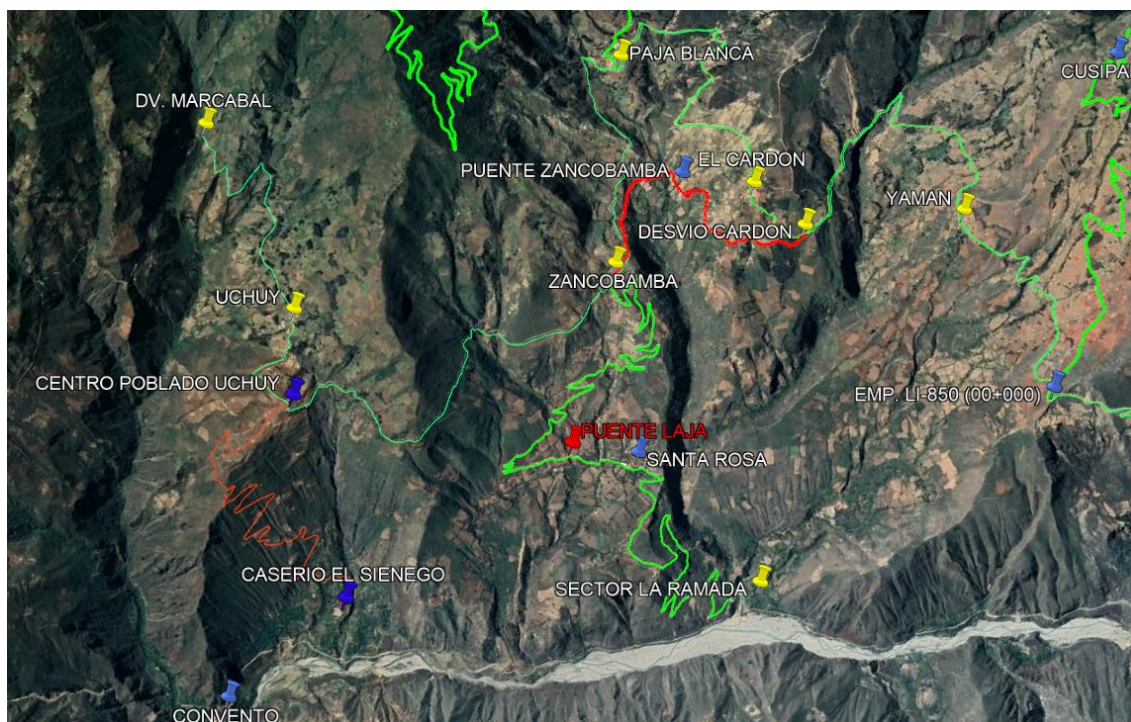 PAJA BLANCA
CUSIPA
DV. MARCABAL
PUENTE ZANCOBAMBA
EL CARDON
YAMAN
DESVIO CARDON
ZANCOBAMBA
UCHUY
CENTRO POBLADO UCHUY
EMP. LI-850 (00+000)
PUENTE LAJA
SANTA ROSA
CASERIO EL SIENEGO
SECTOR LA RAMADA
CONVENTO